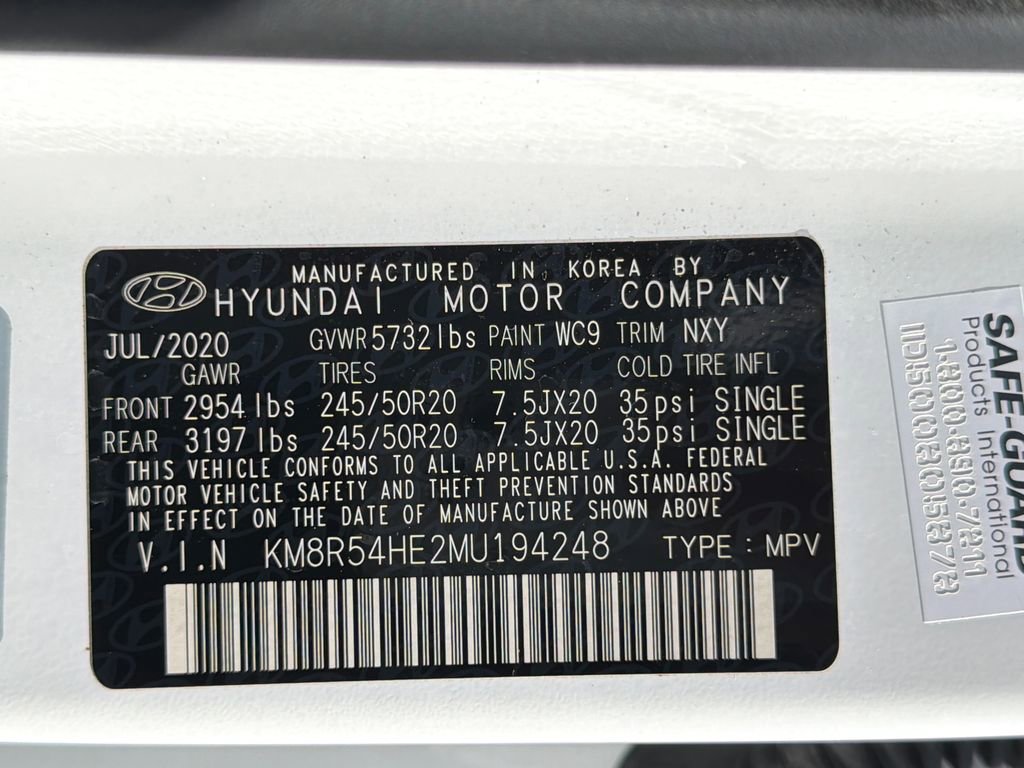 MANUFACTURED IN KOREA BY
HYUNDAI MOTOR COMPANY
JUL/2020 GVWR 5732 lbs PAINT WC9 TRIM NXY
GAWR TIRES RIMS COLD TIRE INFL
FRONT 2954 lbs 245/50R20 7.5JX20 35psi SINGLE
REAR 3197 lbs 245/50R20 7.5JX20 35psi SINGLE
THIS VEHICLE CONFORMS TO ALL APPLICABLE U.S.A. FEDERAL
MOTOR VEHICLE SAFETY AND THEFT PREVENTION STANDARDS
IN EFFECT ON THE DATE OF MANUFACTURE SHOWN ABOVE
V.I.N KM8R54HE2MU194248 TYPE : MPV
SAFE-GUARD
Products International